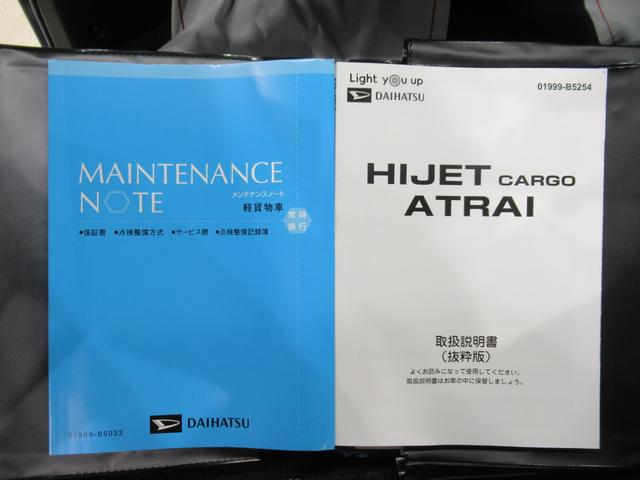 MAINTENANCE
NOTE
メンテナンスノート
軽貨物車
常時
携行
●保証書 ●点検整備方式 ●サービス網 ●点検整備記録簿
DAIHATSU
01989-B5033
Light you up
DAIHATSU
01999-B5254
HIJET CARGO
ATRAI
取扱説明書
（抜粋版）
よくお読みになって使用してください。
取扱説明書はお車の中に保管しましょう。